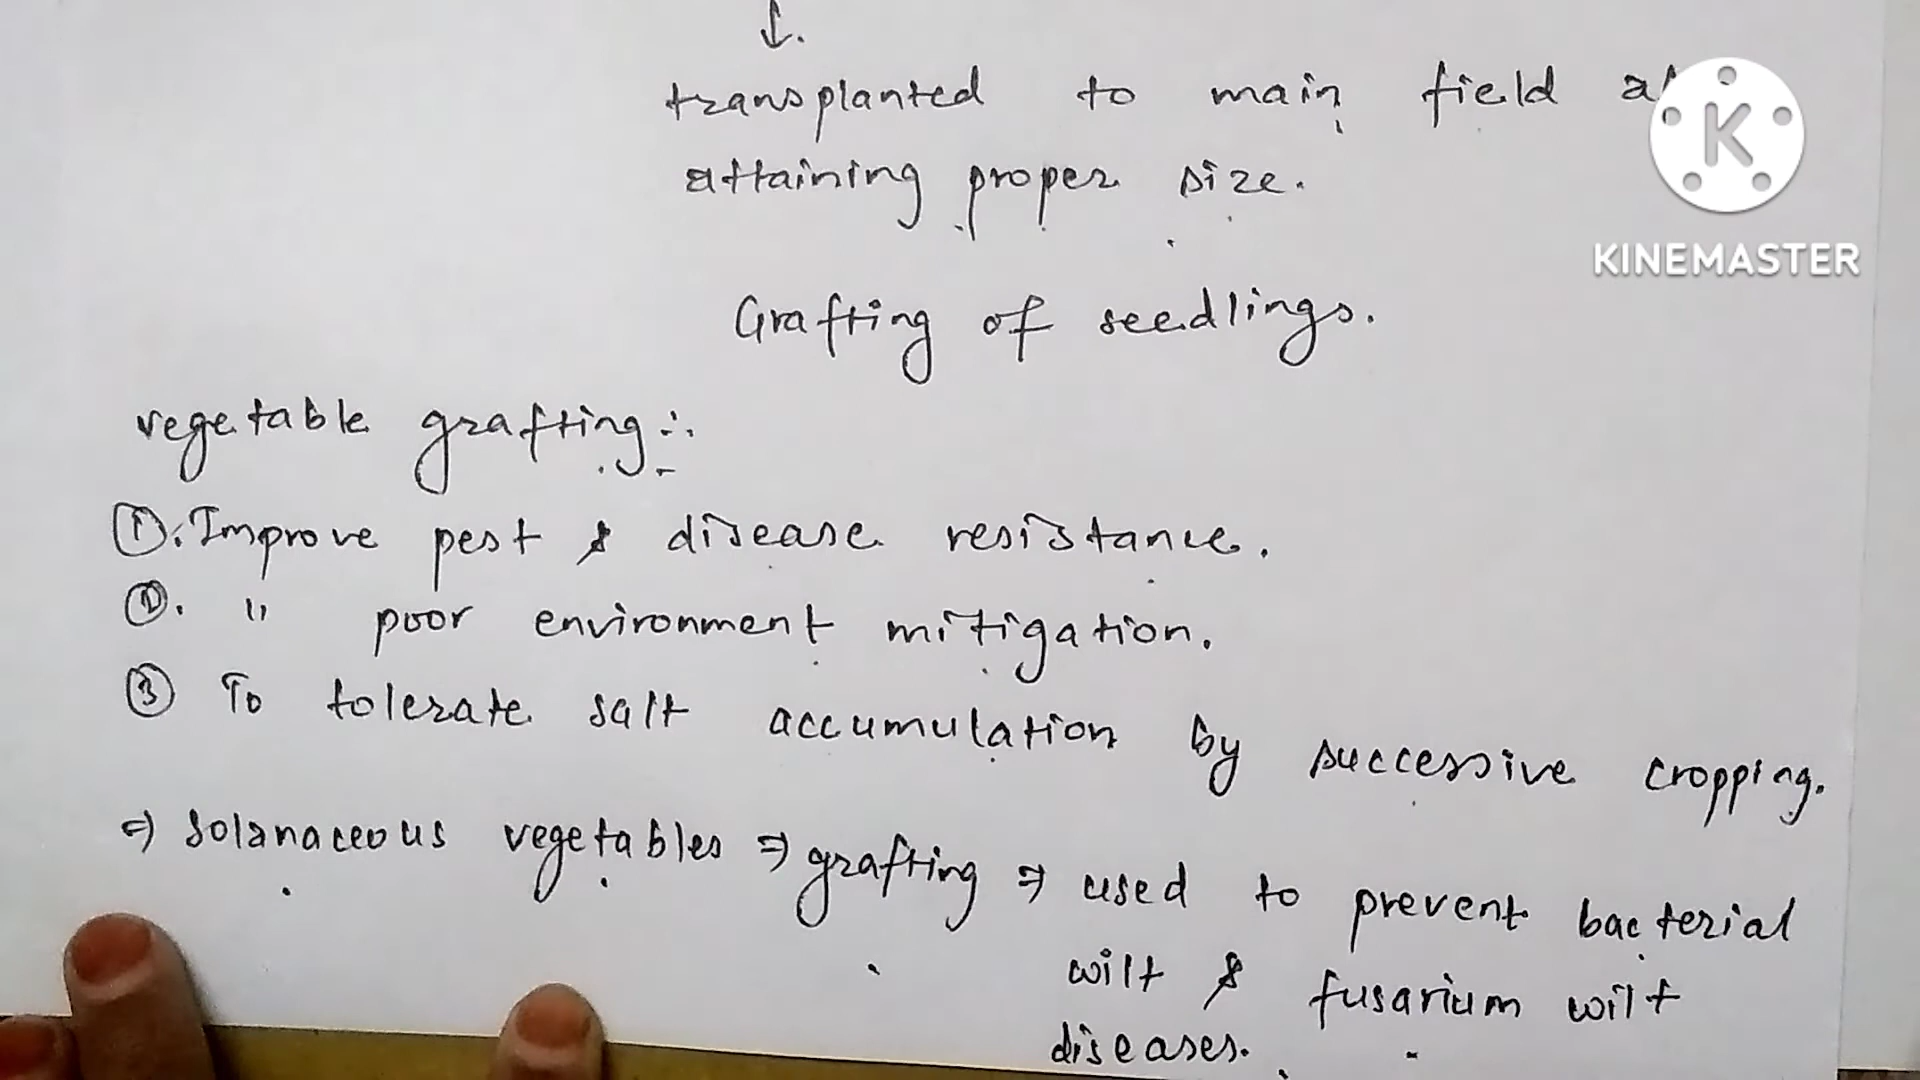 ↓.
transplanted to main field
attaining proper size.
Grafting of seedlings.
vegetable grafting :-
①. Improve pest & disease resistance.
②. " poor environment mitigation.
③ To tolerate salt accumulation by successive cropping.
⇒ solanaceous vegetables ⇒ grafting ⇒ used to prevent bacterial
wilt & fusarium wilt
diseases.
K
KINEMASTER